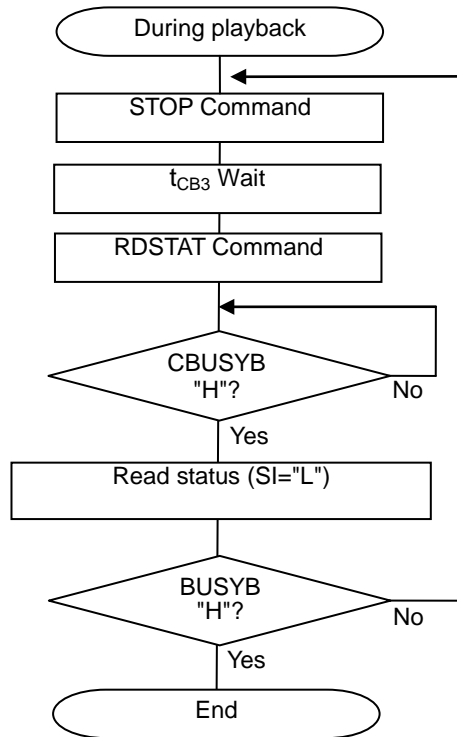 During playback
STOP Command
tCB3 Wait
RDSTAT Command
CBUSYB
"H"?
No
Yes
Read status (SI="L")
BUSYB
"H"?
No
Yes
End